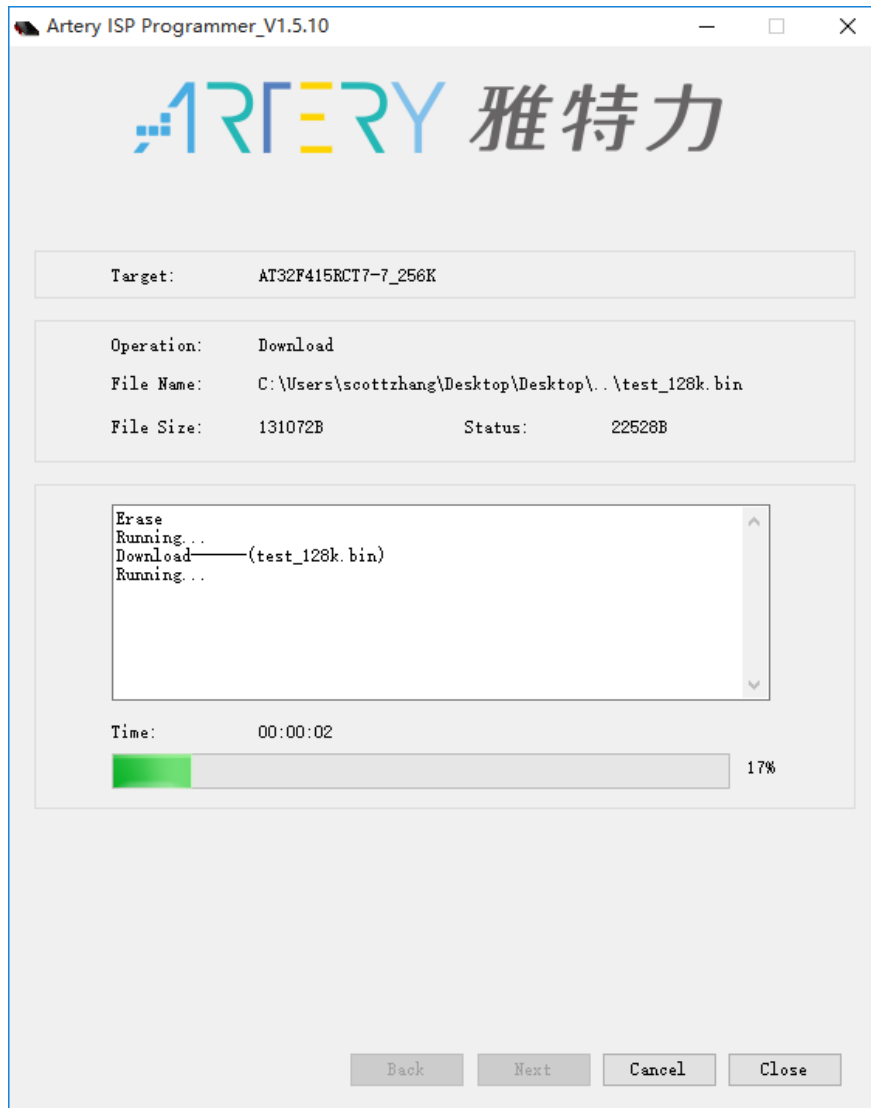 Artery ISP Programmer_V1.5.10
ARTERY 雅特力
Target: AT32F415RCT7-7_256K
Operation: Download
File Name: C:\Users\scottzhang\Desktop\Desktop\..\test_128k.bin
File Size: 131072B Status: 22528B
Erase
Running...
Download———(test_128k.bin)
Running...
Time: 00:00:02
17%
Back Next Cancel Close